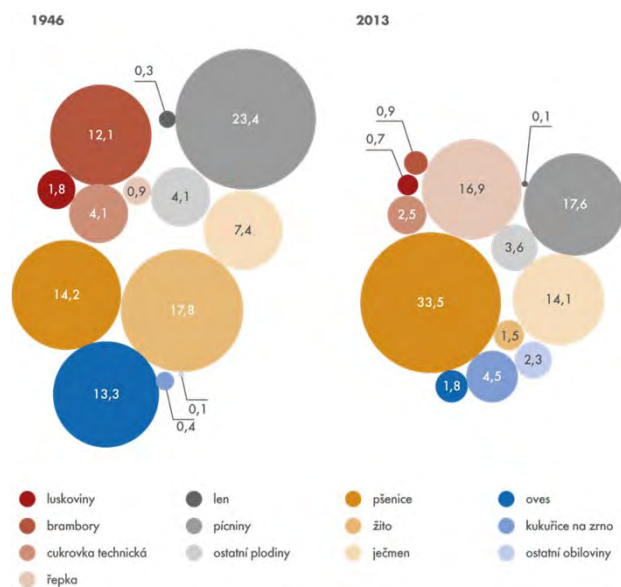 1946
2013
0,3
23,4
12,1
1,8
0,9
4,1
4,1
7,4
14,2
17,8
13,3
0,1
0,4
0,9
0,1
0,7
16,9
17,6
2,5
3,6
33,5
14,1
1,5
2,3
4,5
1,8
luskoviny
len
pšenice
oves
brambory
pícniny
žito
kukuřice na zrno
cukrovka technická
ostatní plodiny
ječmen
ostatní obiloviny
řepka